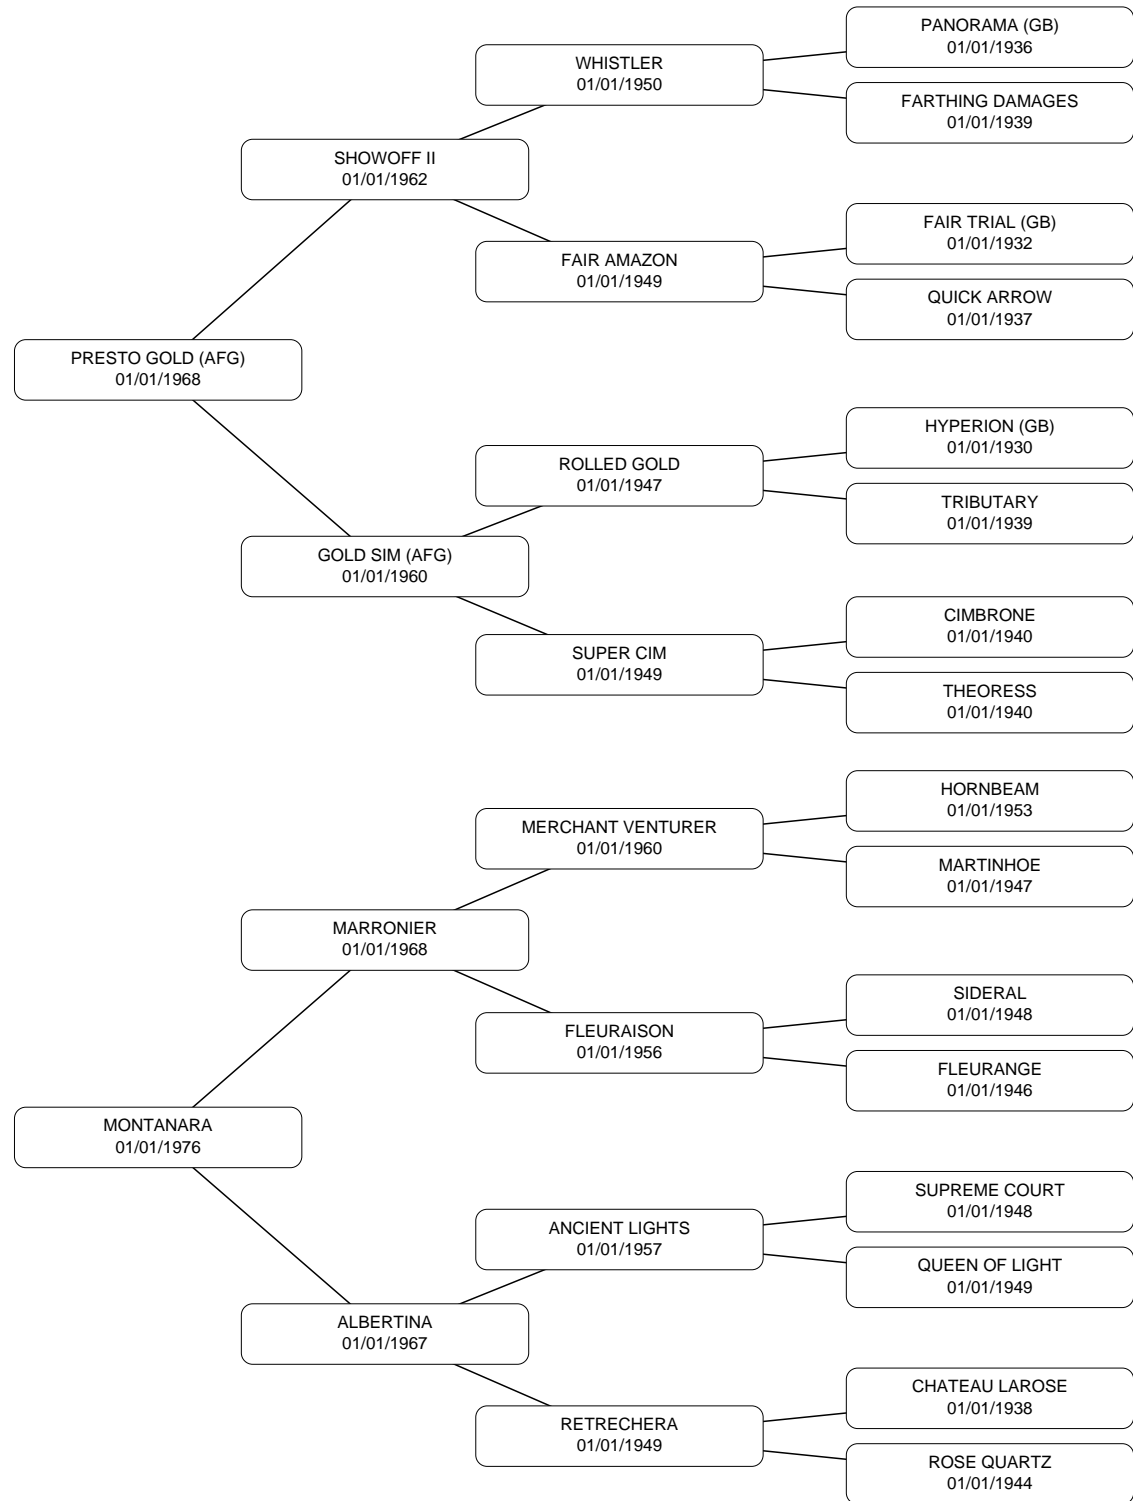 PANORAMA (GB)
01/01/1936
WHISTLER
01/01/1950
FARTHING DAMAGES
01/01/1939
SHOWOFF II
01/01/1962
FAIR TRIAL (GB)
01/01/1932
FAIR AMAZON
01/01/1949
QUICK ARROW
01/01/1937
PRESTO GOLD (AFG)
01/01/1968
HYPERION (GB)
01/01/1930
ROLLED GOLD
01/01/1947
TRIBUTARY
01/01/1939
GOLD SIM (AFG)
01/01/1960
CIMBRONE
01/01/1940
SUPER CIM
01/01/1949
THEORESS
01/01/1940
HORNBEAM
01/01/1953
MERCHANT VENTURER
01/01/1960
MARTINHOE
01/01/1947
MARRONIER
01/01/1968
SIDERAL
01/01/1948
FLEURAISON
01/01/1956
FLEURANGE
01/01/1946
MONTANARA
01/01/1976
SUPREME COURT
01/01/1948
ANCIENT LIGHTS
01/01/1957
QUEEN OF LIGHT
01/01/1949
ALBERTINA
01/01/1967
CHATEAU LAROSE
01/01/1938
RETRECHERA
01/01/1949
ROSE QUARTZ
01/01/1944